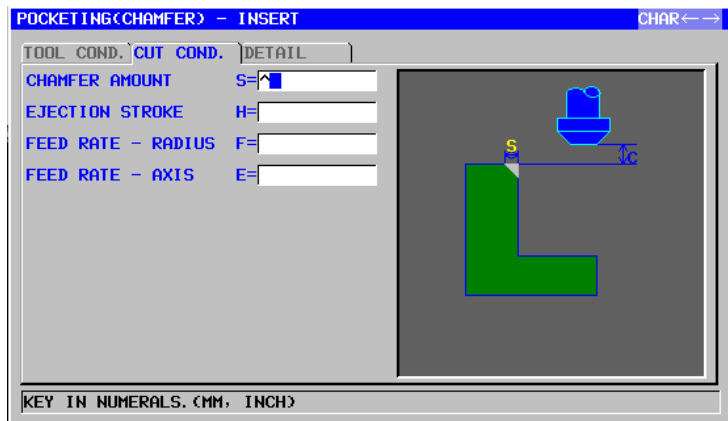 POCKETING(CHAMFER) - INSERT CHAR←→
TOOL COND. CUT COND. DETAIL
CHAMFER AMOUNT S=^
EJECTION STROKE H=
FEED RATE - RADIUS F=
FEED RATE - AXIS E=
S
C
KEY IN NUMERALS.(MM, INCH)